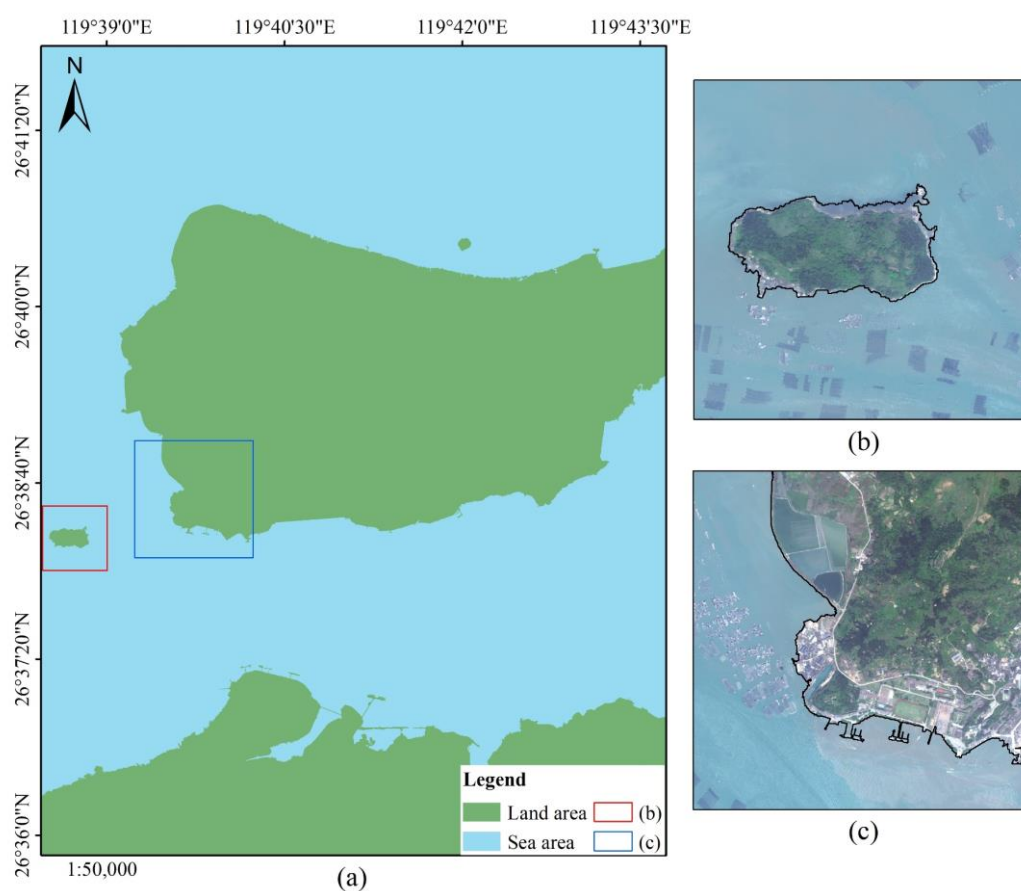 119°39'0"E
119°40'30"E
119°42'0"E
119°43'30"E
N
26°41'20"N
26°40'0"N
26°38'40"N
26°37'20"N
26°36'0"N
Legend
Land area
(b)
Sea area
(c)
1:50,000
(a)
(b)
(c)